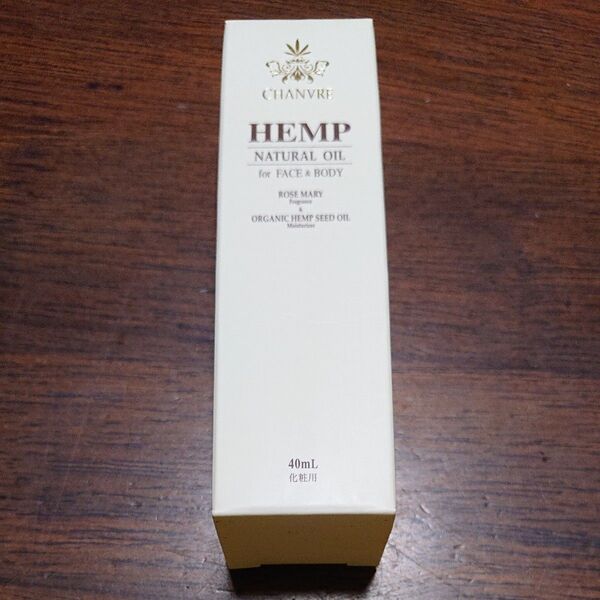 CHANVRE
HEMP
NATURAL OIL
for FACE & BODY
ROSE MARY
Fragrance
&
ORGANIC HEMP SEED OIL
Moisturizer
40mL
化粧用